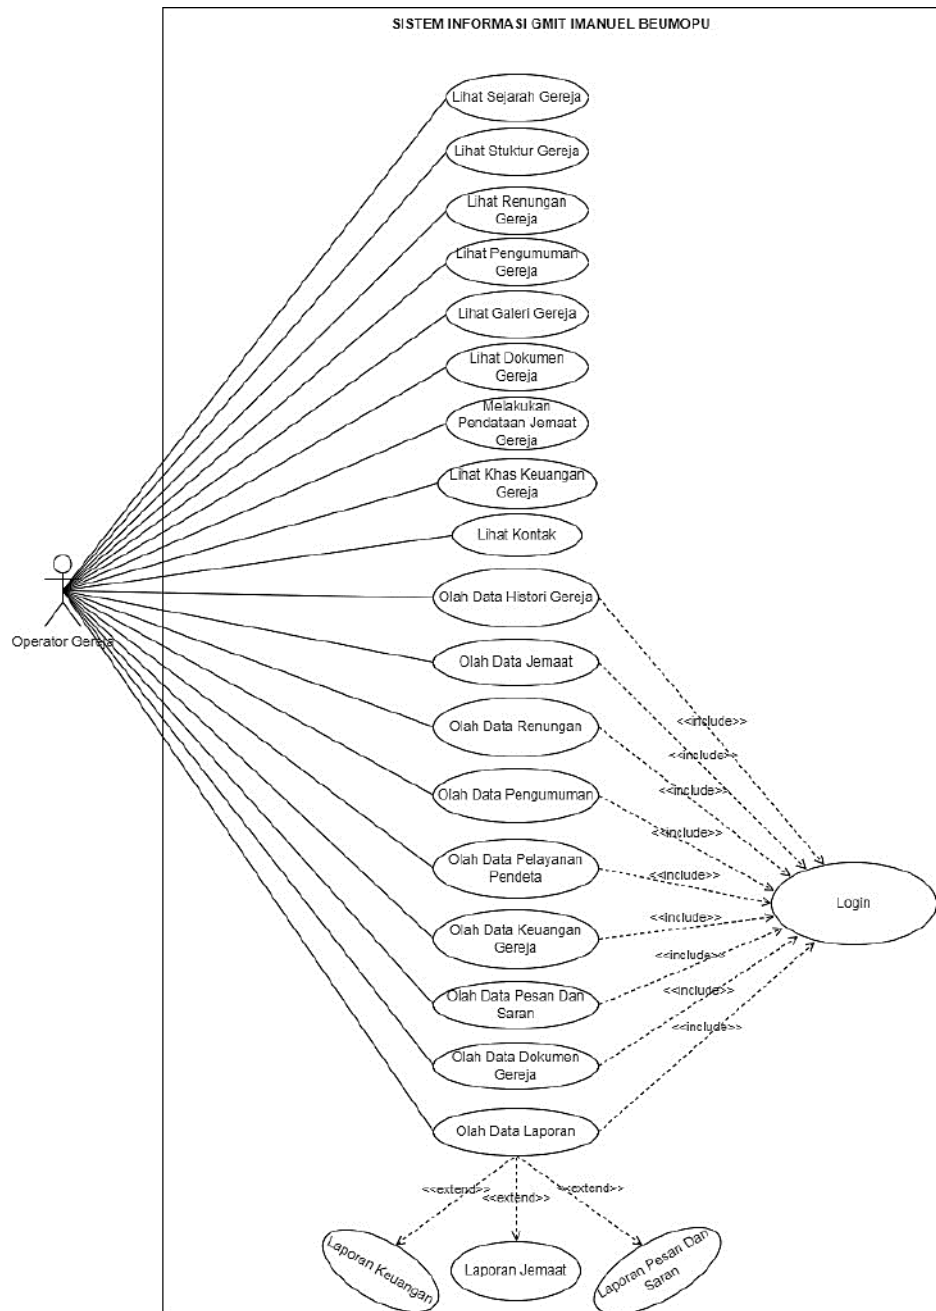 SISTEM INFORMASI GMIT IMANUEL BEUMOPU
Lihat Sejarah Gereja
Lihat Stuktur Gereja
Lihat Renungan
Gereja
Lihat Pengumuman
Gereja
Lihat Galeri Gereja
Lihat Dokumen
Gereja
Melakukan
Pendataan Jemaat
Gereja
Lihat Khas Keuangan
Gereja
Lihat Kontak
Operator Gereja
Olah Data Histori Gereja
Olah Data Jemaat
Olah Data Renungan
Olah Data Pengumuman
Olah Data Pelayanan
Pendeta
Olah Data Keuangan
Gereja
Olah Data Pesan Dan
Saran
Olah Data Dokumen
Gereja
Olah Data Laporan
<<include>>
<<include>>
<<include>>
<<include>>
<<include>>
<<include>>
<<include>>
<<include>>
<<include>>
Login
<<extend>>
<<extend>>
<<extend>>
Laporan Keuangan
Laporan Jemaat
Laporan Pesan Dan
Saran